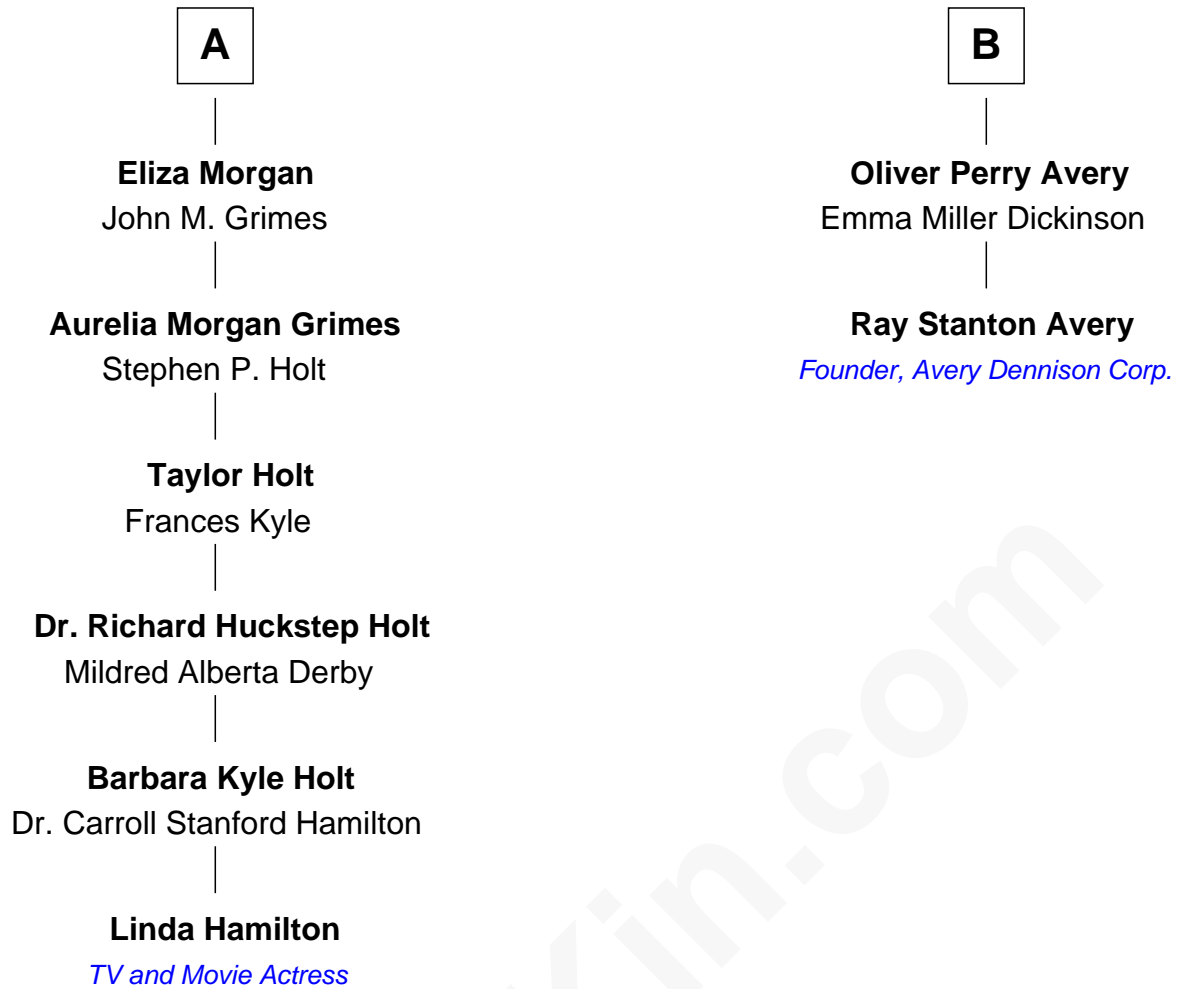 A
Eliza Morgan
John M. Grimes
Aurelia Morgan Grimes
Stephen P. Holt
Taylor Holt
Frances Kyle
Dr. Richard Huckstep Holt
Mildred Alberta Derby
Barbara Kyle Holt
Dr. Carroll Stanford Hamilton
Linda Hamilton
TV and Movie Actress
B
Oliver Perry Avery
Emma Miller Dickinson
Ray Stanton Avery
Founder, Avery Dennison Corp.
Kin.com